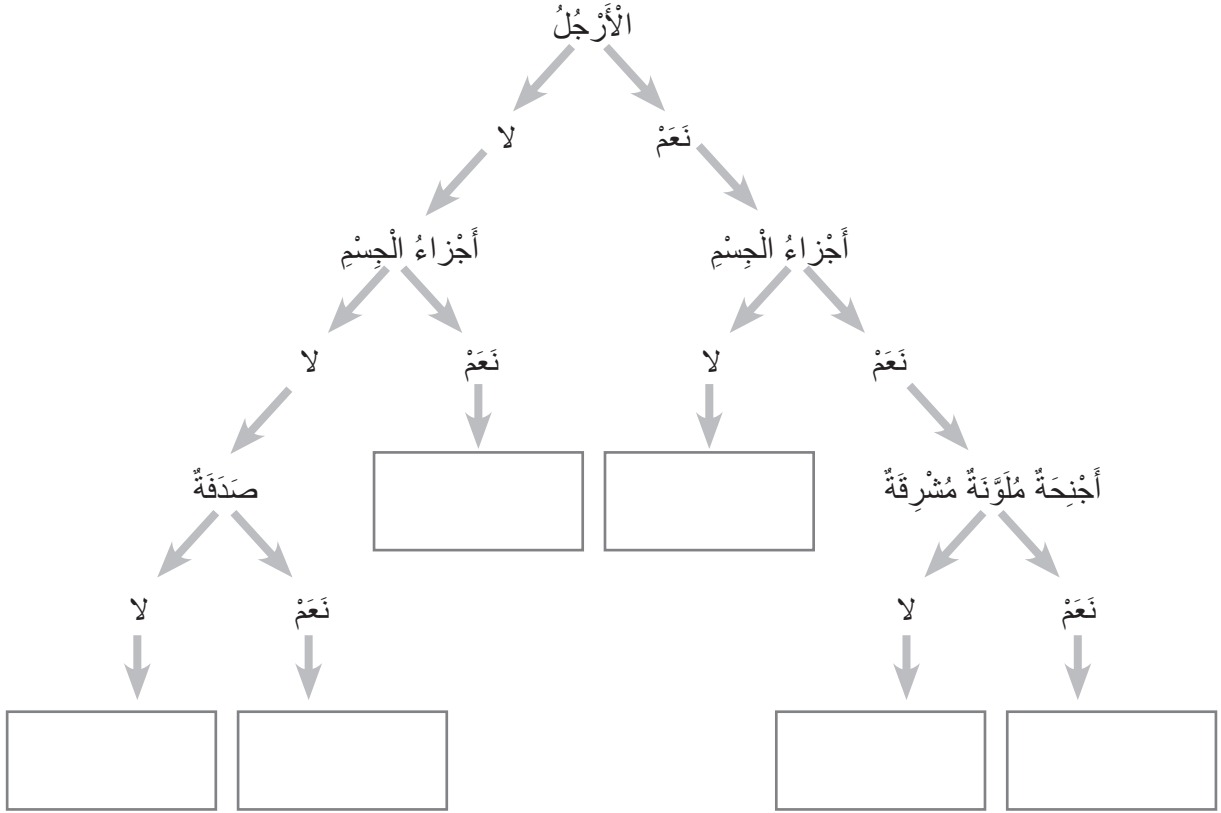 الْأَرْجُلُ
نَعَمْ
لا
أَجْزاءُ الْجِسْمِ
أَجْزاءُ الْجِسْمِ
نَعَمْ
لا
نَعَمْ
لا
أَجْنِحَةٌ مُلَوَّنَةٌ مُشْرِقَةٌ
صَدَفَةٌ
نَعَمْ
لا
نَعَمْ
لا